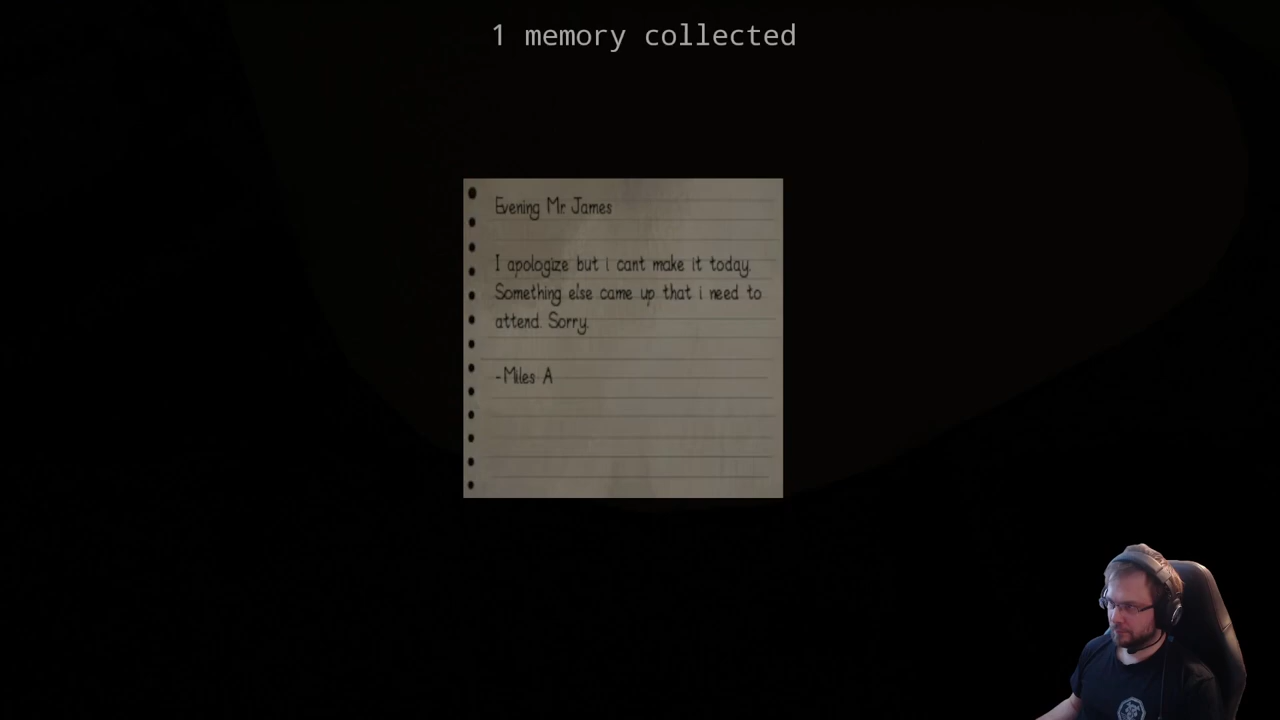 1 memory collected
Evening Mr. James
I apologize but i cant make it today.
Something else came up that i need to
attend. Sorry.
-Miles A